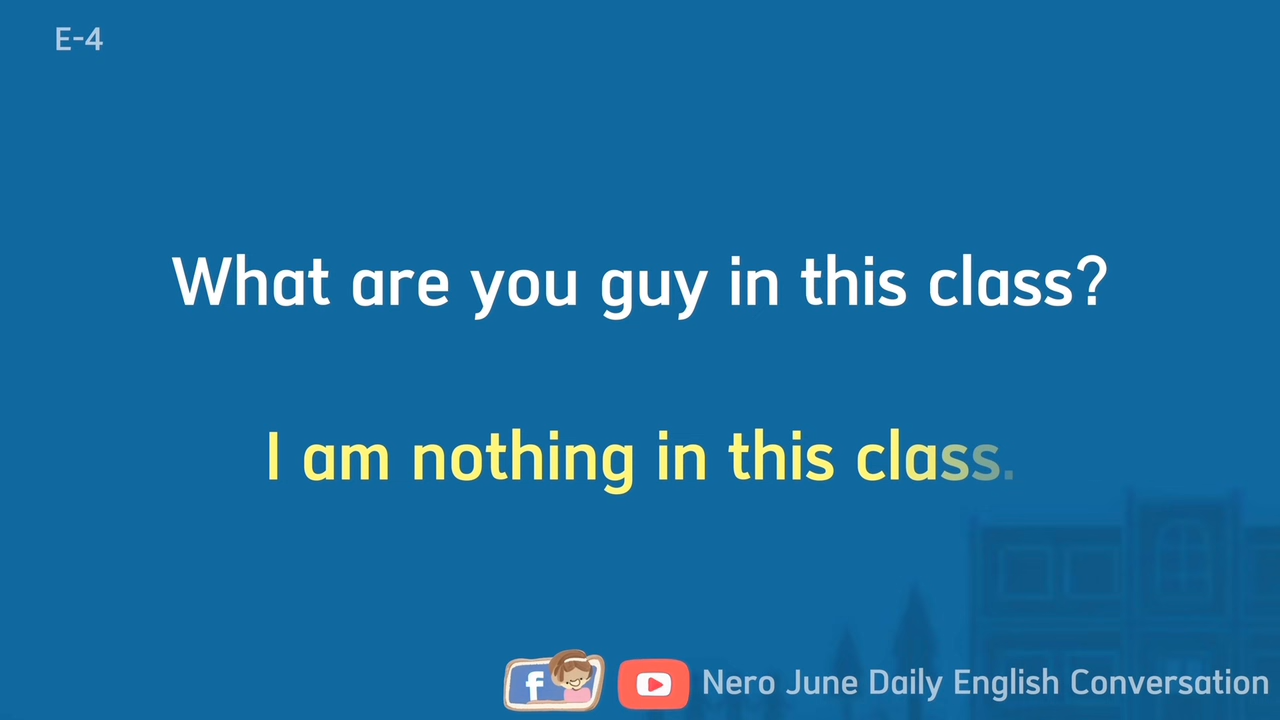 E-4
What are you guy in this class?
I am nothing in this class.
f
Nero June Daily English Conversation